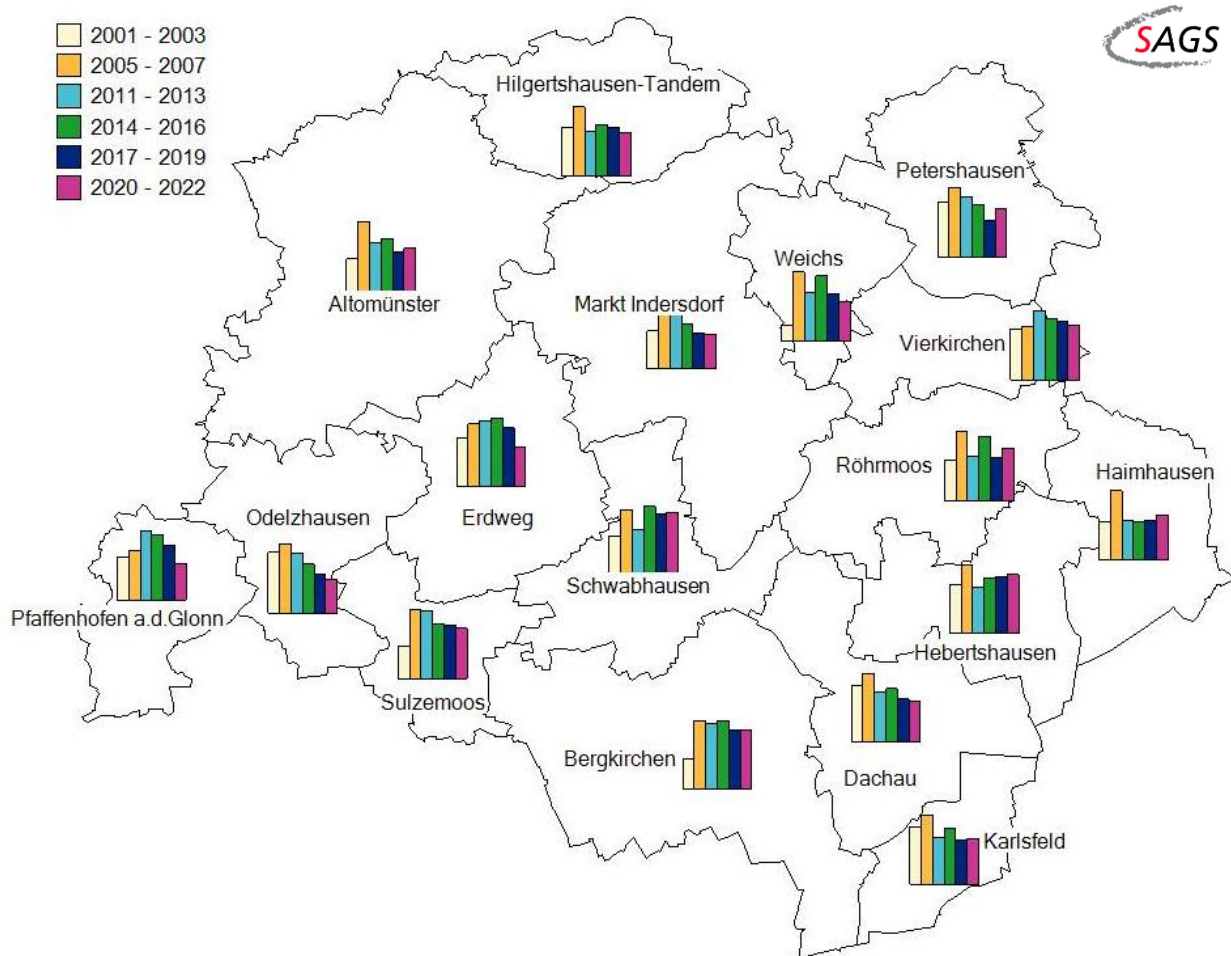 SAGS
2001 - 2003
2005 - 2007
2011 - 2013
2014 - 2016
2017 - 2019
2020 - 2022
Hilgertshausen-Tandern
Petershausen
Weichs
Altomünster
Markt Indersdorf
Vierkirchen
Röhrmoos
Haimhausen
Odelzhausen
Erdweg
Schwabhausen
Pfaffenhofen a.d.Glonn
Hebertshausen
Sulzemoos
Bergkirchen
Dachau
Karlsfeld